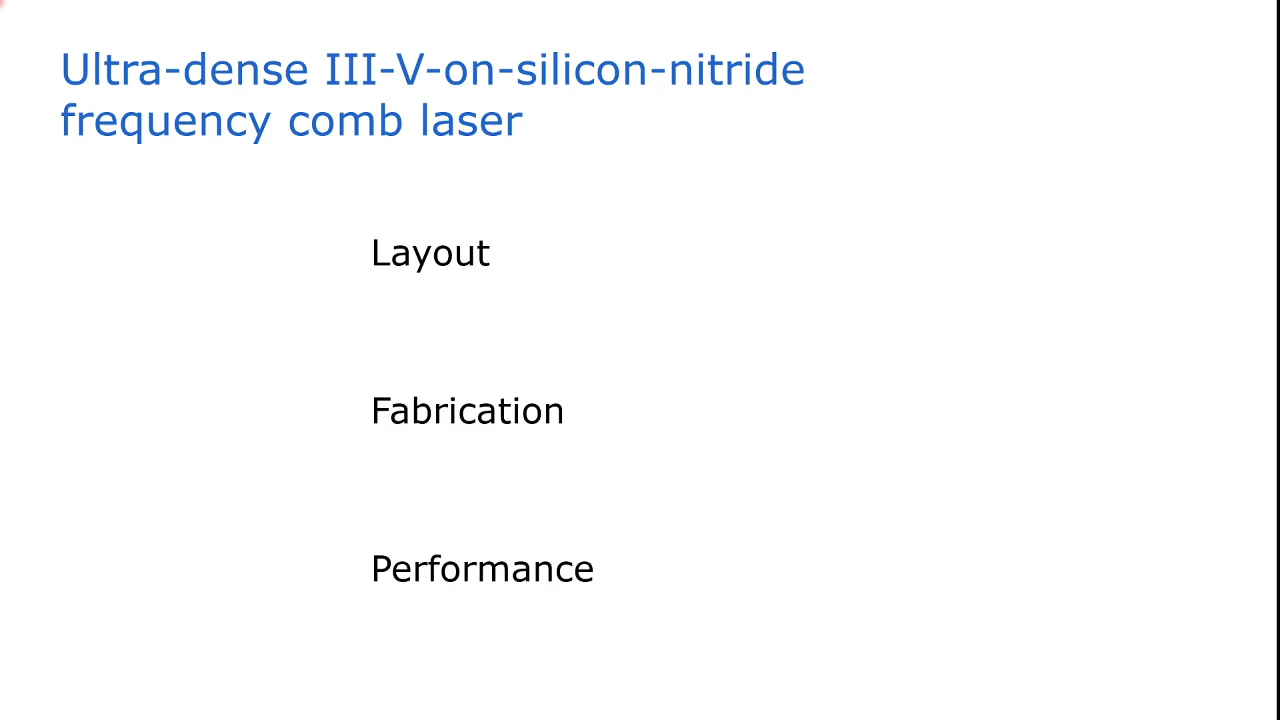 Ultra-dense III-V-on-silicon-nitride
frequency comb laser
Layout
Fabrication
Performance